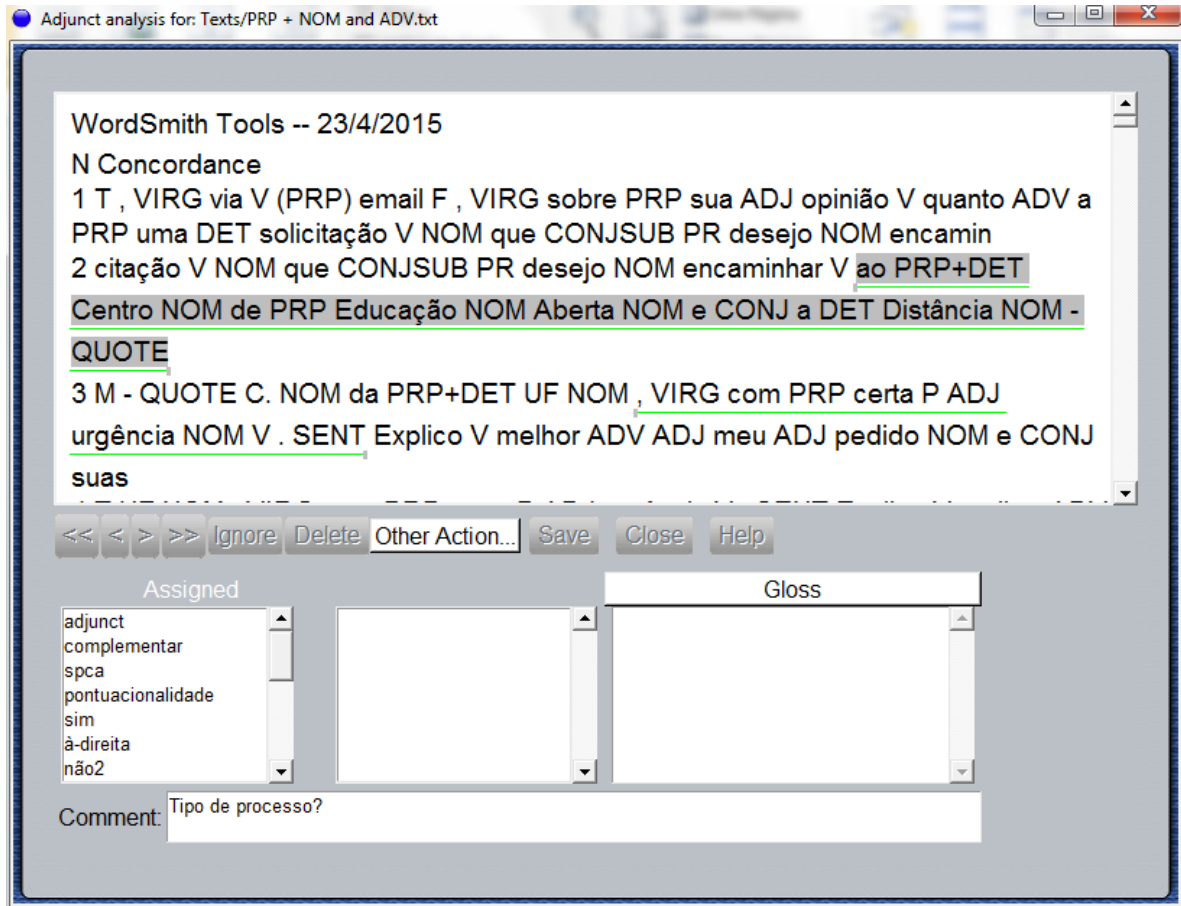 Adjunct analysis for: Texts/PRP + NOM and ADV.txt
WordSmith Tools -- 23/4/2015
N Concordance
1 T , VIRG via V (PRP) email F , VIRG sobre PRP sua ADJ opinião V quanto ADV a
PRP uma DET solicitação V NOM que CONJSUB PR desejo NOM encamin
2 citação V NOM que CONJSUB PR desejo NOM encaminhar V ao PRP+DET
Centro NOM de PRP Educação NOM Aberta NOM e CONJ a DET Distância NOM -
QUOTE
3 M - QUOTE C. NOM da PRP+DET UF NOM , VIRG com PRP certa P ADJ
urgência NOM V . SENT Explico V melhor ADV ADJ meu ADJ pedido NOM e CONJ
suas
<< < > >> Ignore Delete Other Action... Save Close Help
Assigned
Gloss
adjunct
complementar
spca
pontuacionalidade
sim
à-direita
não2
Comment: Tipo de processo?